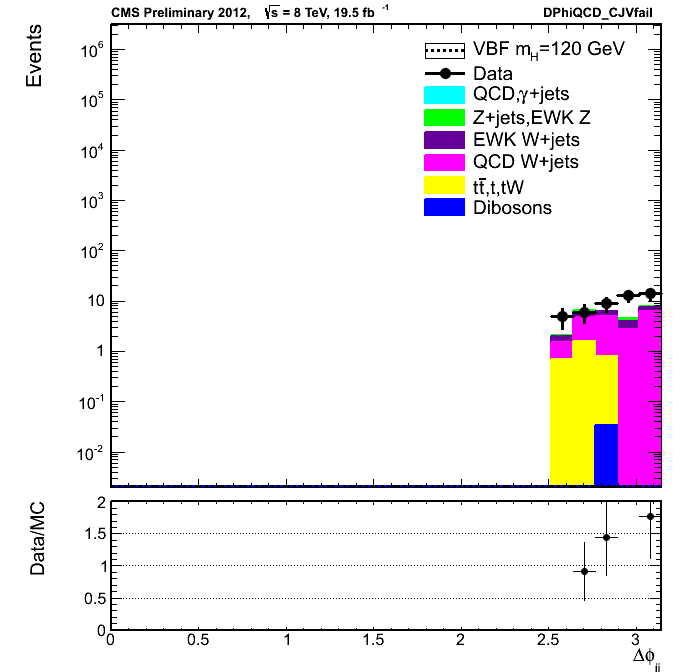 CMS Preliminary 2012, √s = 8 TeV, 19.5 fb⁻¹ DPhiQCD_CJVfail
Events
10⁶
10⁵
10⁴
10³
10²
10
1
10⁻¹
10⁻²
VBF m_H=120 GeV
Data
QCD,γ+jets
Z+jets,EWK Z
EWK W+jets
QCD W+jets
tt̄,t,tW
Dibosons
Data/MC
2
1.5
1
0.5
0
0 0.5 1 1.5 2 2.5 3
Δφ_jj